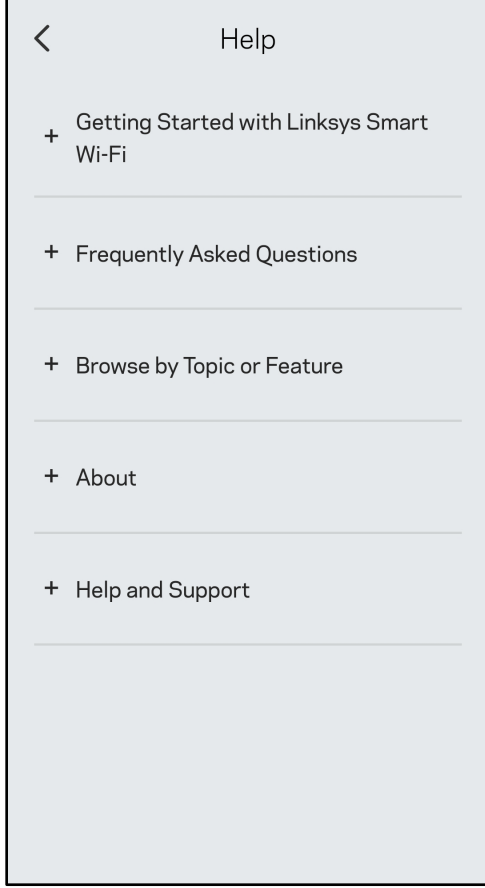 Help
+ Getting Started with Linksys Smart
Wi-Fi
+ Frequently Asked Questions
+ Browse by Topic or Feature
+ About
+ Help and Support